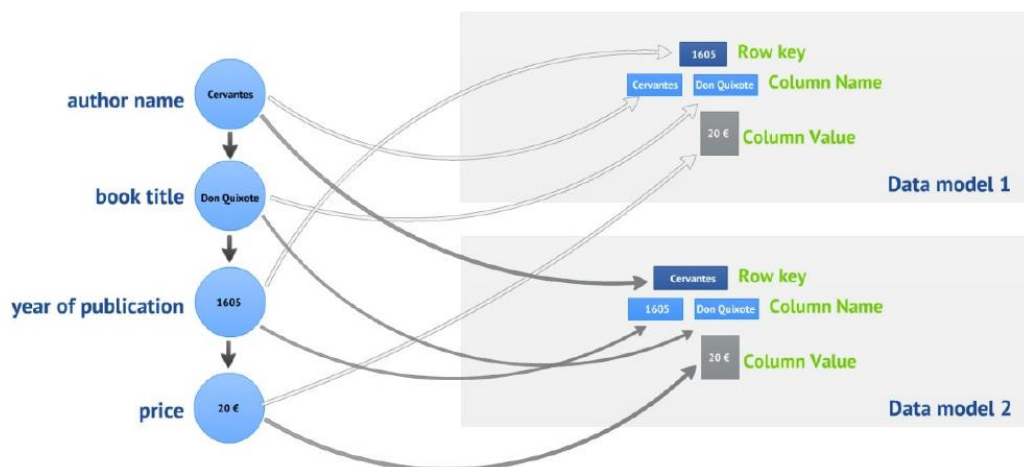 author name
Cervantes
book title
Don Quixote
year of publication
1605
price
20 €
1605
Row key
Cervantes
Don Quixote
Column Name
20 €
Column Value
Data model 1
Cervantes
Row key
1605
Don Quixote
Column Name
20 €
Column Value
Data model 2